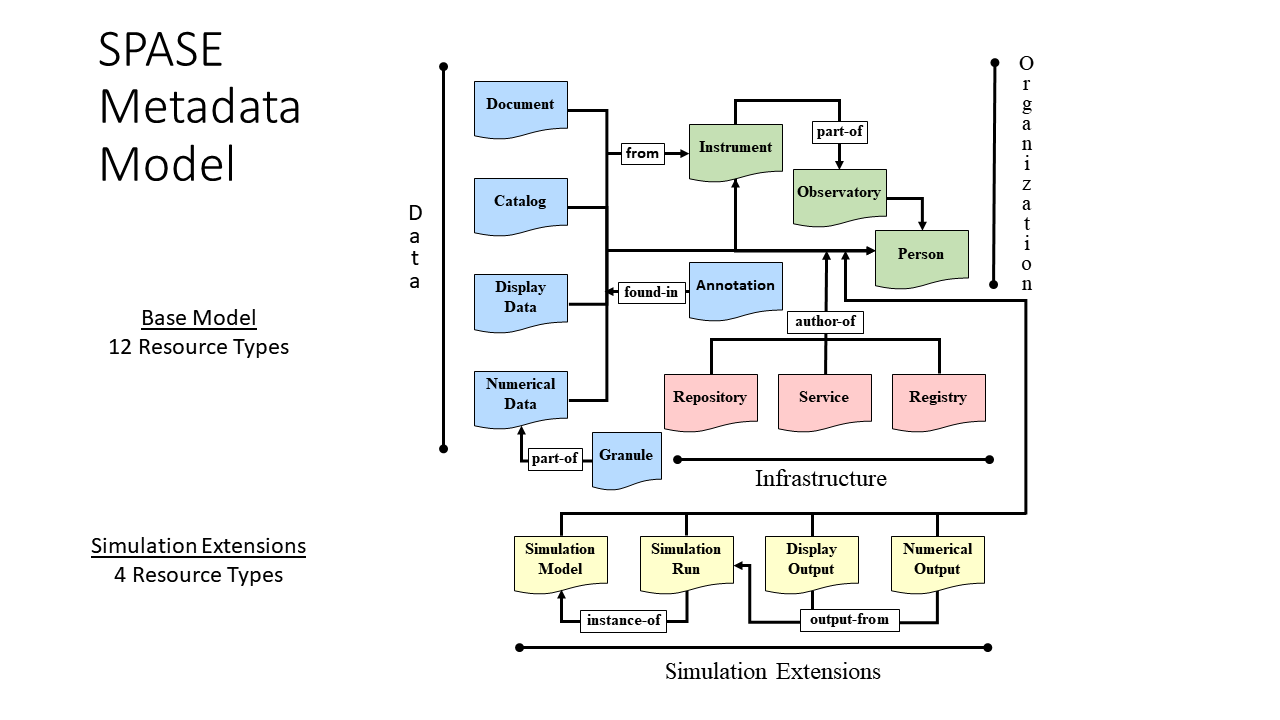 SPASE
Metadata
Model
Base Model
12 Resource Types
Simulation Extensions
4 Resource Types
Data
Document
Catalog
Display
Data
Numerical
Data
Granule
part-of
from
found-in
Annotation
Instrument
part-of
Observatory
Person
Organization
author-of
Repository
Service
Registry
Infrastructure
Simulation
Model
Simulation
Run
Display
Output
Numerical
Output
instance-of
output-from
Simulation Extensions